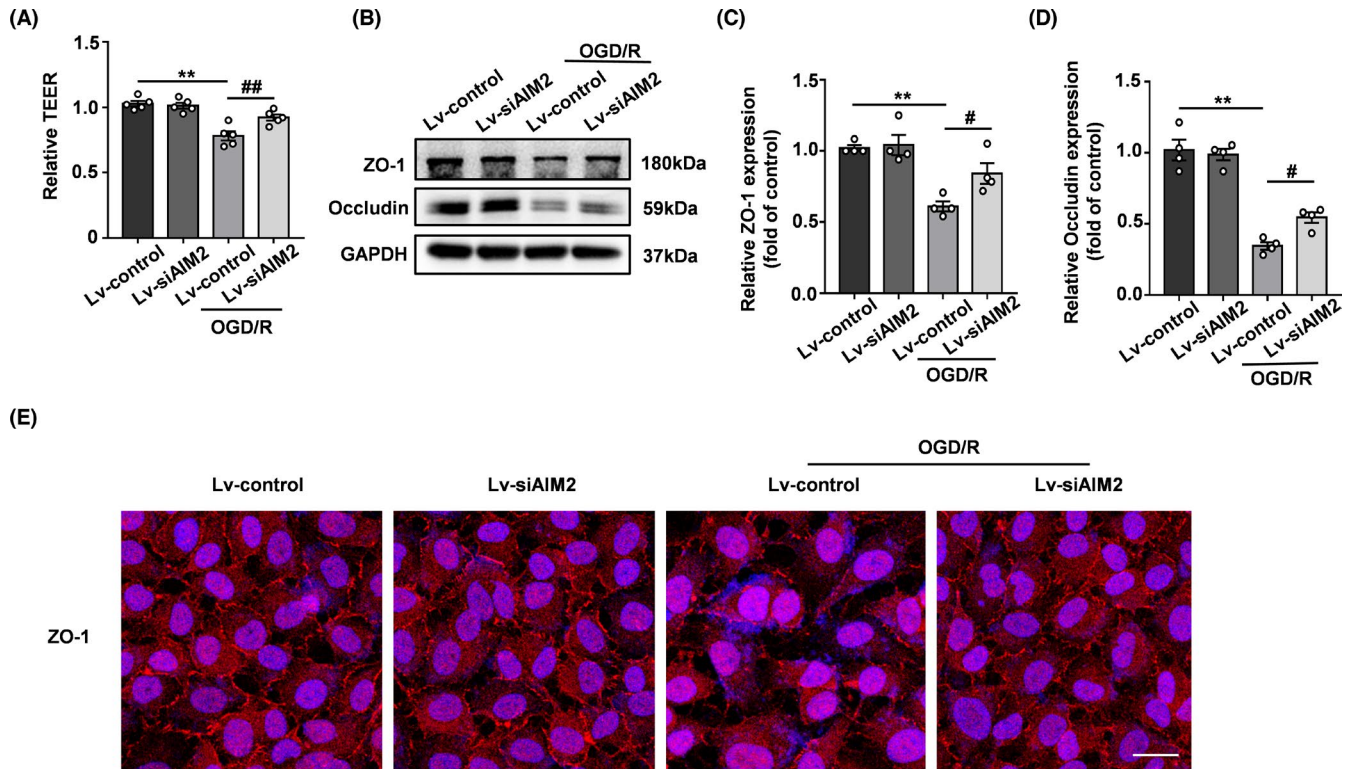 (A)
Relative TEER
1.5
1.0
0.5
0
**
##
Lv-control
Lv-siAIM2
Lv-control
Lv-siAIM2
OGD/R
(B)
OGD/R
Lv-control
Lv-siAIM2
Lv-control
Lv-siAIM2
ZO-1
180kDa
Occludin
59kDa
GAPDH
37kDa
(C)
Relative ZO-1 expression
(fold of control)
1.5
1.0
0.5
0.0
**
#
Lv-control
Lv-siAIM2
Lv-control
Lv-siAIM2
OGD/R
(D)
Relative Occludin expression
(fold of control)
1.5
1.0
0.5
0.0
**
#
Lv-control
Lv-siAIM2
Lv-control
Lv-siAIM2
OGD/R
(E)
OGD/R
Lv-control
Lv-siAIM2
Lv-control
Lv-siAIM2
ZO-1